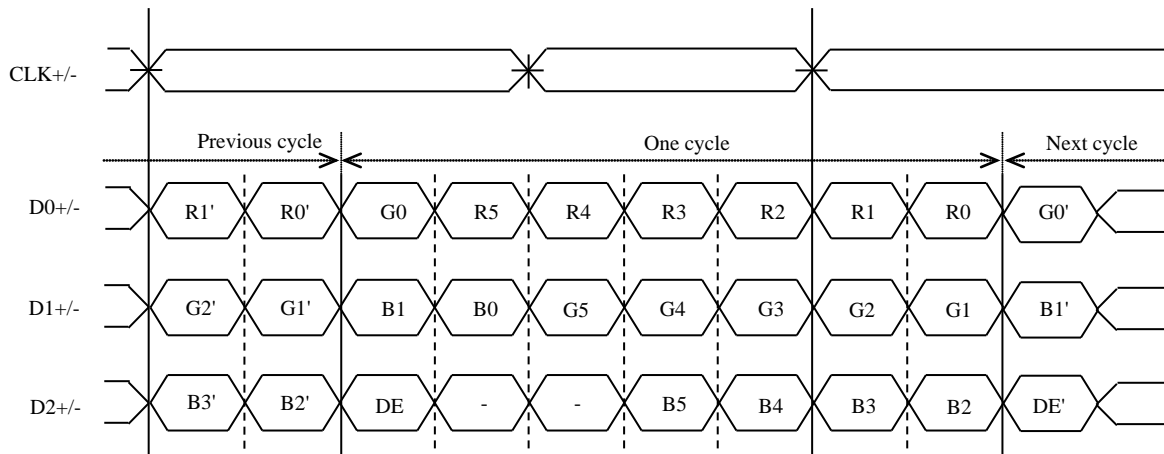 CLK+/-
Previous cycle One cycle Next cycle
D0+/- R1' R0' G0 R5 R4 R3 R2 R1 R0 G0'
D1+/- G2' G1' B1 B0 G5 G4 G3 G2 G1 B1'
D2+/- B3' B2' DE - - B5 B4 B3 B2 DE'